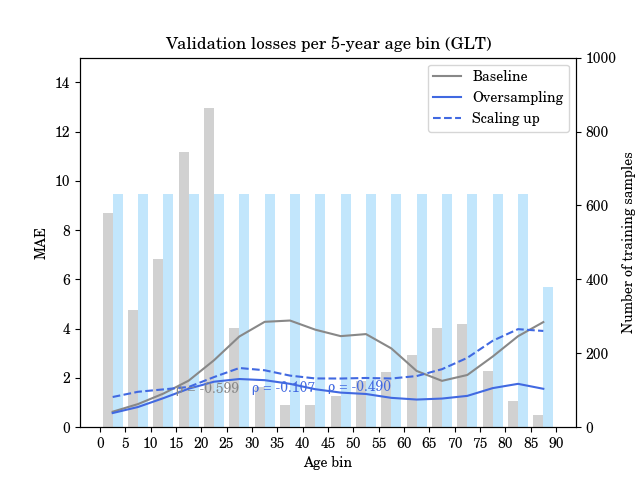 Validation losses per 5-year age bin (GLT)
Baseline
Oversampling
Scaling up
MAE
14
12
10
8
6
4
2
0
1000
800
600
400
200
0
Number of training samples
ρ = -0.599 ρ = -0.107 ρ = -0.490
0 5 10 15 20 25 30 35 40 45 50 55 60 65 70 75 80 85 90
Age bin